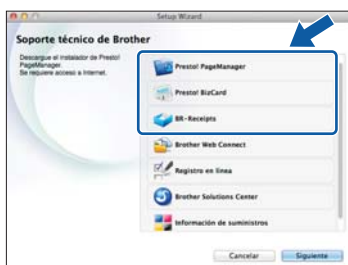 Setup Wizard
Soporte técnico de Brother
Descargue el instalador de Presto!
PageManager.
Se requiere acceso a Internet.
Presto! PageManager
Presto! BizCard
BR-Receipts
Brother Web Connect
Registro en línea
Brother Solutions Center
Información de suministros
Cancelar
Siguiente